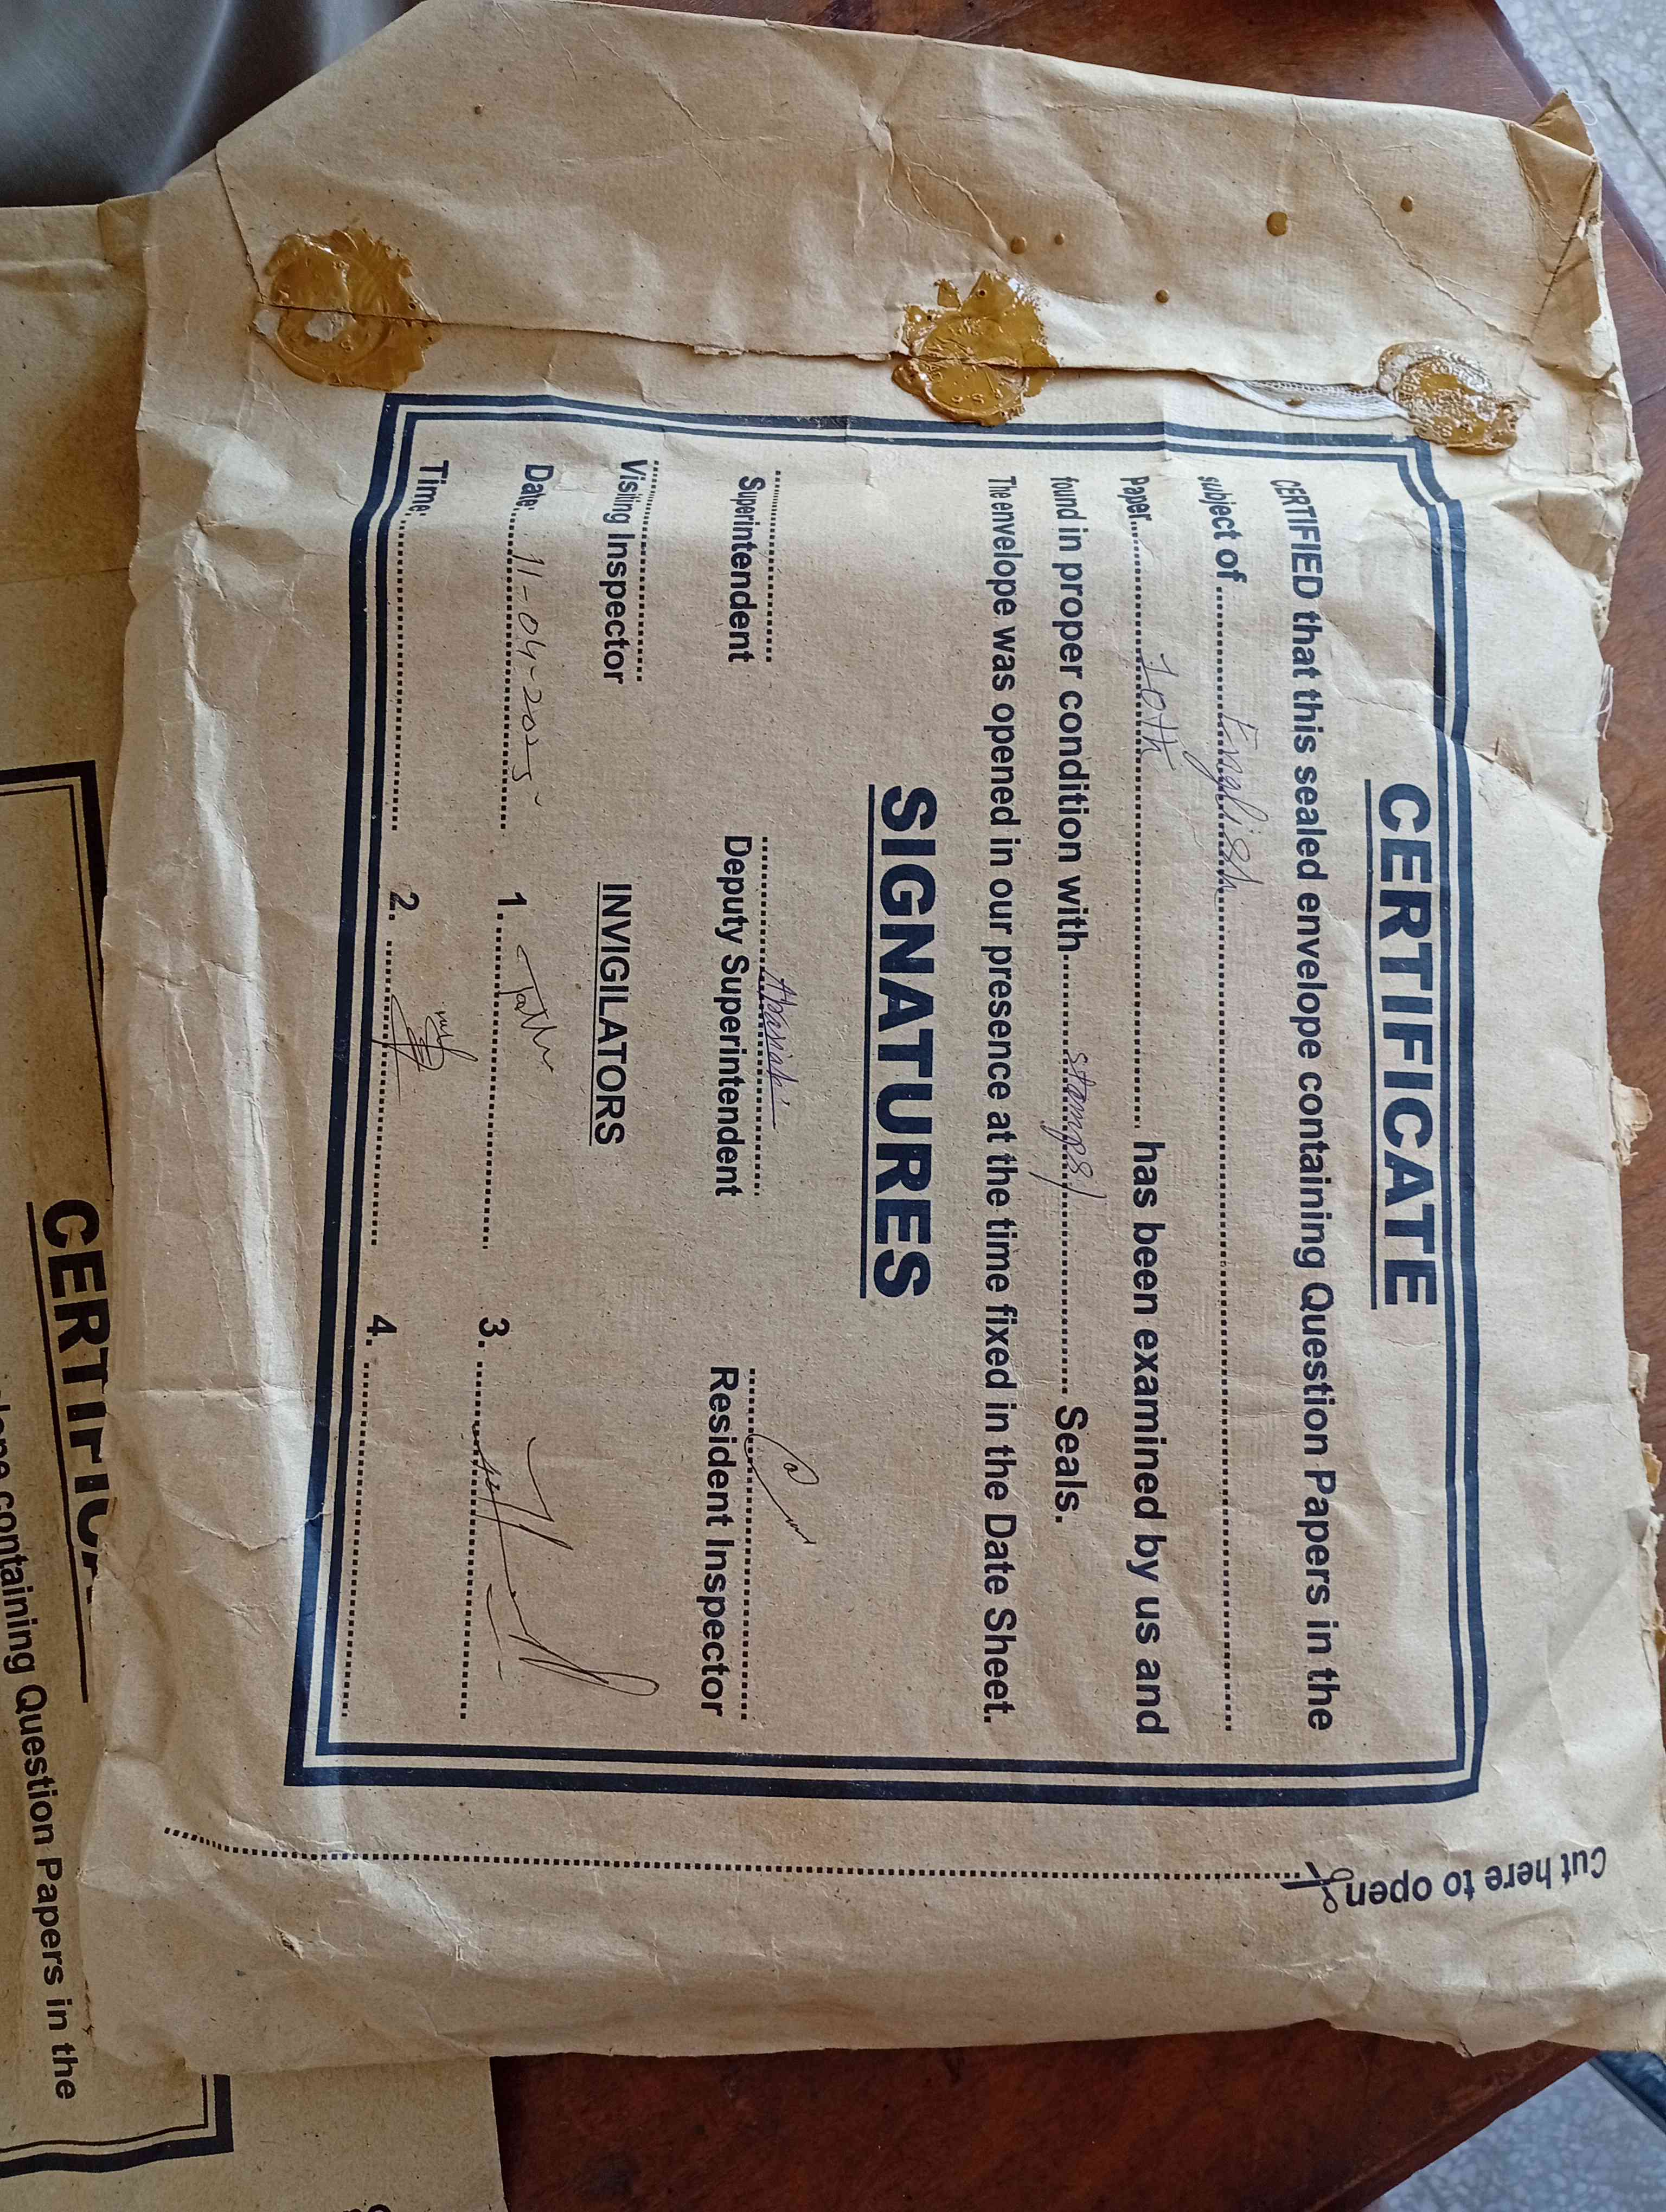 CERTIFICATE
CERTIFIED that this sealed envelope containing Question Papers in the
subject of English
Paper 10th has been examined by us and
found in proper condition with stamps/ Seals.
The envelope was opened in our presence at the time fixed in the Date Sheet.
SIGNATURES
Superintendent
Deputy Superintendent
Resident Inspector
Visiting Inspector
INVIGILATORS
Date: 11-04-2025
1.
3.
Time:
2.
4.
Cut here to open
containing Question Papers in the